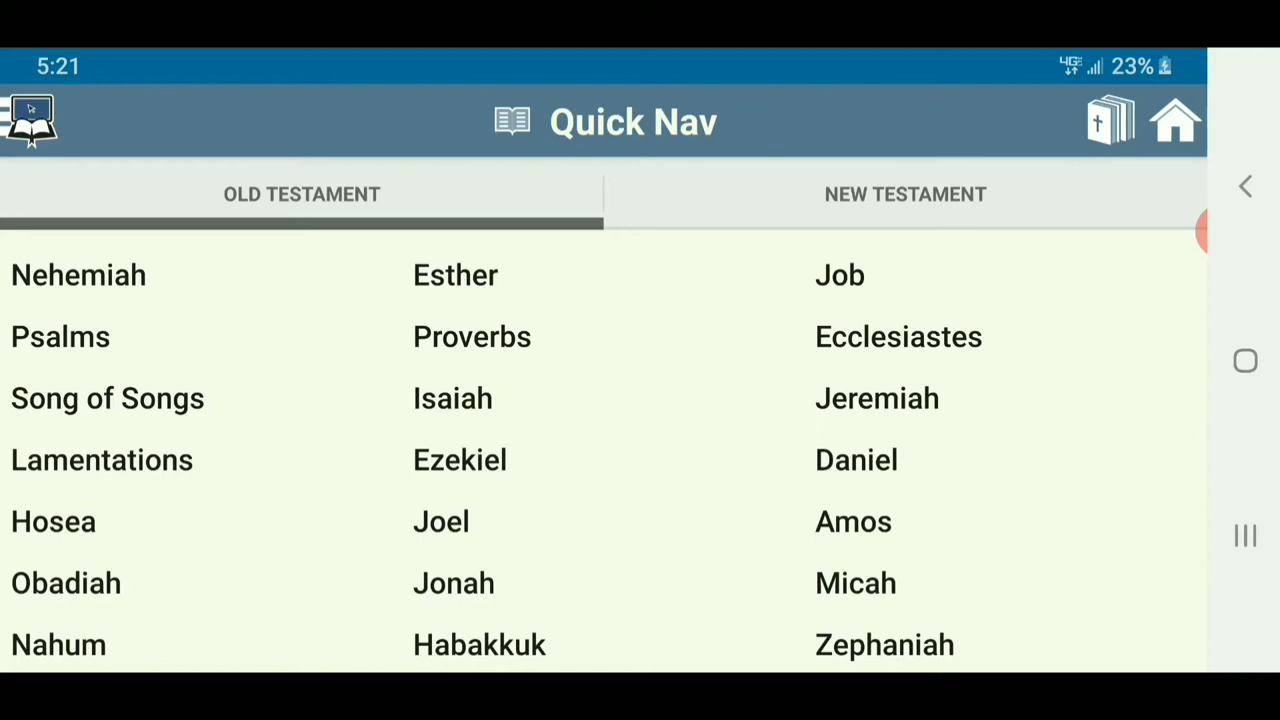 5:21 4G 23%
Quick Nav
OLD TESTAMENT NEW TESTAMENT
Nehemiah Esther Job
Psalms Proverbs Ecclesiastes
Song of Songs Isaiah Jeremiah
Lamentations Ezekiel Daniel
Hosea Joel Amos
Obadiah Jonah Micah
Nahum Habakkuk Zephaniah